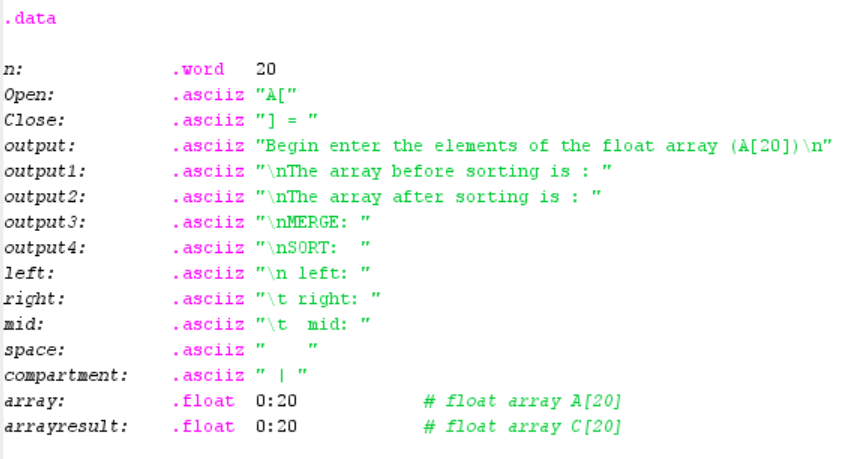 .data
n: .word 20
Open: .asciiz "A["
Close: .asciiz "] = "
output: .asciiz "Begin enter the elements of the float array (A[20])\n"
output1: .asciiz "\nThe array before sorting is : "
output2: .asciiz "\nThe array after sorting is : "
output3: .asciiz "\nMERGE: "
output4: .asciiz "\nSORT:  "
left: .asciiz "\n left: "
right: .asciiz "\t right: "
mid: .asciiz "\t  mid: "
space: .asciiz "    "
compartment: .asciiz " | "
array: .float 0:20 # float array A[20]
arrayresult: .float 0:20 # float array C[20]